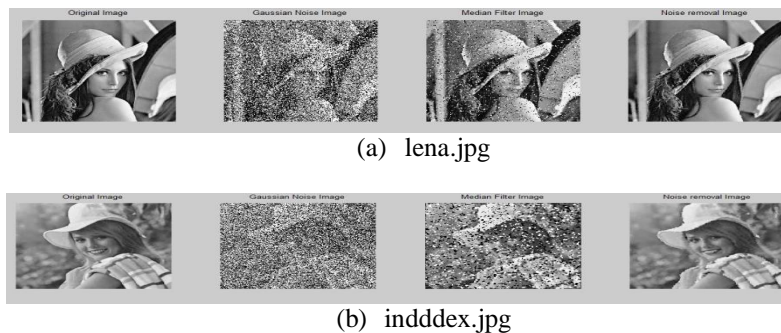 Original Image Gaussian Noise Image Median Filter Image Noise removal Image
(a) lena.jpg
Original Image Gaussian Noise Image Median Filter Image Noise removal Image
(b) indddex.jpg